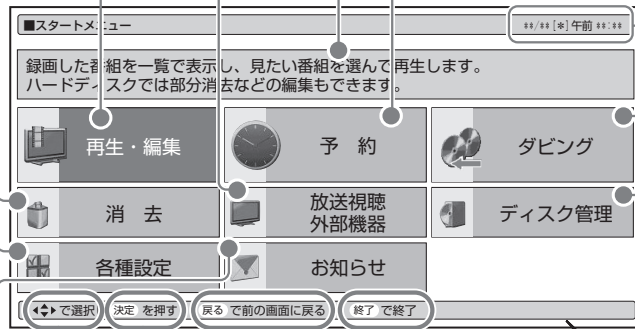 ■スタートメニュー
**/**[*]午前**:**
録画した番組を一覧で表示し、見たい番組を選んで再生します。
ハードディスクでは部分消去などの編集もできます。
再生・編集
予 約
ダビング
消 去
放送視聴
外部機器
ディスク管理
各種設定
お知らせ
で選択 決定 を押す 戻る で前の画面に戻る 終了 で終了